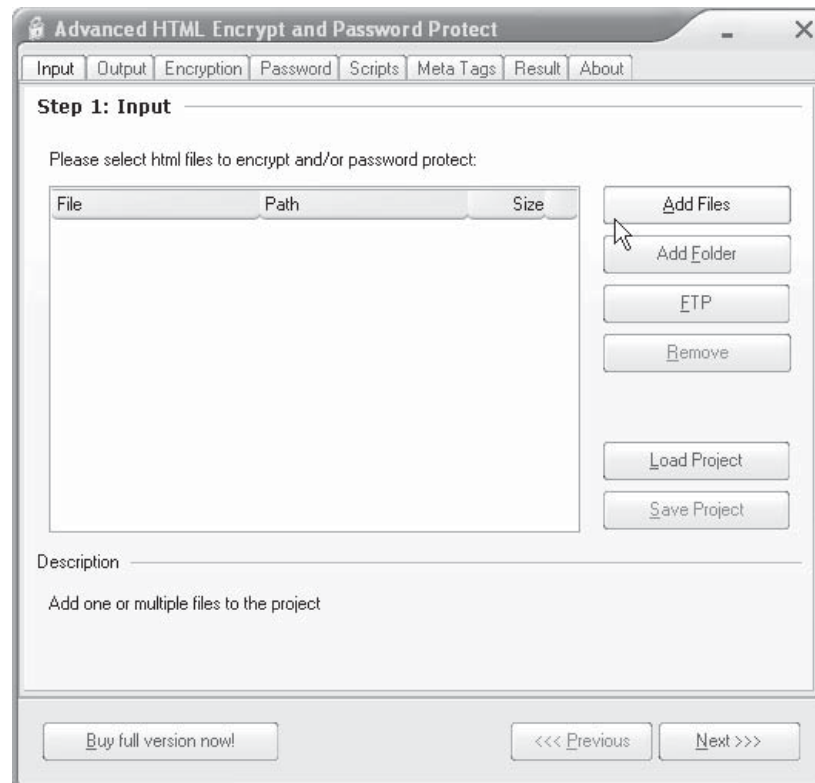 Advanced HTML Encrypt and Password Protect
Input Output Encryption Password Scripts Meta Tags Result About
Step 1: Input
Please select html files to encrypt and/or password protect:
File Path Size
Add Files
Add Folder
FTP
Remove
Load Project
Save Project
Description
Add one or multiple files to the project
Buy full version now! <<< Previous Next >>>